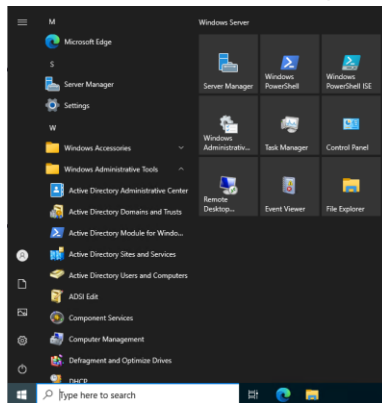 M
Microsoft Edge
S
Server Manager
Settings
W
Windows Accessories
Windows Administrative Tools
Active Directory Administrative Center
Active Directory Domains and Trusts
Active Directory Module for Windo...
Active Directory Sites and Services
Active Directory Users and Computers
ADSI Edit
Component Services
Computer Management
Defragment and Optimize Drives
DHCP
Windows Server
Server Manager
Windows
PowerShell
Windows
PowerShell ISE
Windows
Administrativ...
Task Manager
Control Panel
Remote
Desktop...
Event Viewer
File Explorer
Type here to search